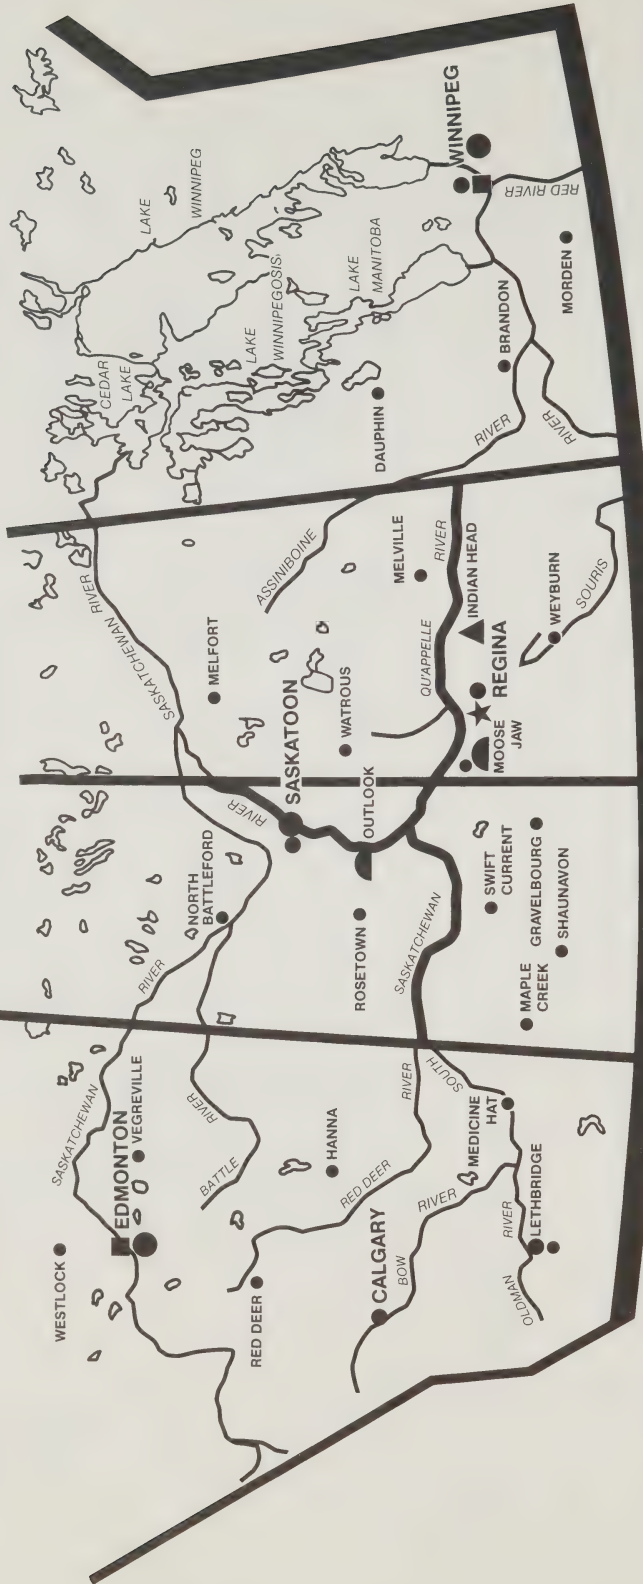 WESTLOCK
SASKATCHEWAN
RIVER
EDMONTON
VEGREVILLE
RED DEER
BATTLE
RIVER
HANNA
RED DEER
RIVER
CALGARY
BOW
RIVER
MEDICINE
HAT
SOUTH
SASKATCHEWAN
RIVER
OLDMAN
RIVER
LETHBRIDGE
NORTH
BATTLEFORD
ROSETOWN
OUTLOOK
SASKATOON
MAPLE
CREEK
SWIFT
CURRENT
GRAVELBOURG
SHAUNAVON
SASKATCHEWAN RIVER
MELFORT
WATROUS
MOOSE
JAW
REGINA
INDIAN HEAD
QU'APPELLE
RIVER
MELVILLE
WEYBURN
SOURIS
RIVER
ASSINIBOINE
RIVER
CEDAR
LAKE
LAKE
WINNIPEG
LAKE
WINNIPEGOSIS
LAKE
MANITOBA
DAUPHIN
BRANDON
MORDEN
WINNIPEG
RED RIVER